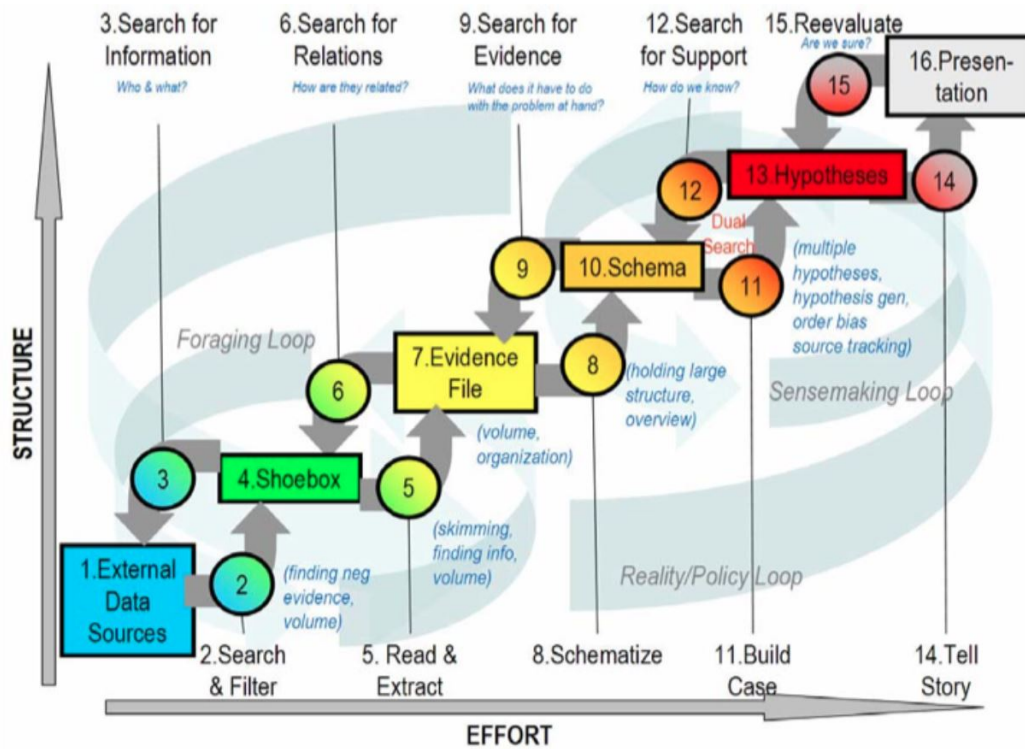 3.Search for
Information
Who & what?
6.Search for
Relations
How are they related?
9.Search for
Evidence
What does it have to do
with the problem at hand?
12.Search
for Support
How do we know?
15.Reevaluate
Are we sure?
15
16.Presen-
tation
12
13.Hypotheses
14
Dual
Search
9
10.Schema
11
(multiple
hypotheses,
hypothesis gen,
order bias
source tracking)
Foraging Loop
6
7.Evidence
File
8
(holding large
structure,
overview)
Sensemaking Loop
STRUCTURE
3
4.Shoebox
5
(volume,
organization)
(skimming,
finding info,
volume)
1.External
Data
Sources
2
(finding neg
evidence,
volume)
Reality/Policy Loop
2.Search
& Filter
5. Read &
Extract
8.Schematize
11.Build
Case
14.Tell
Story
EFFORT